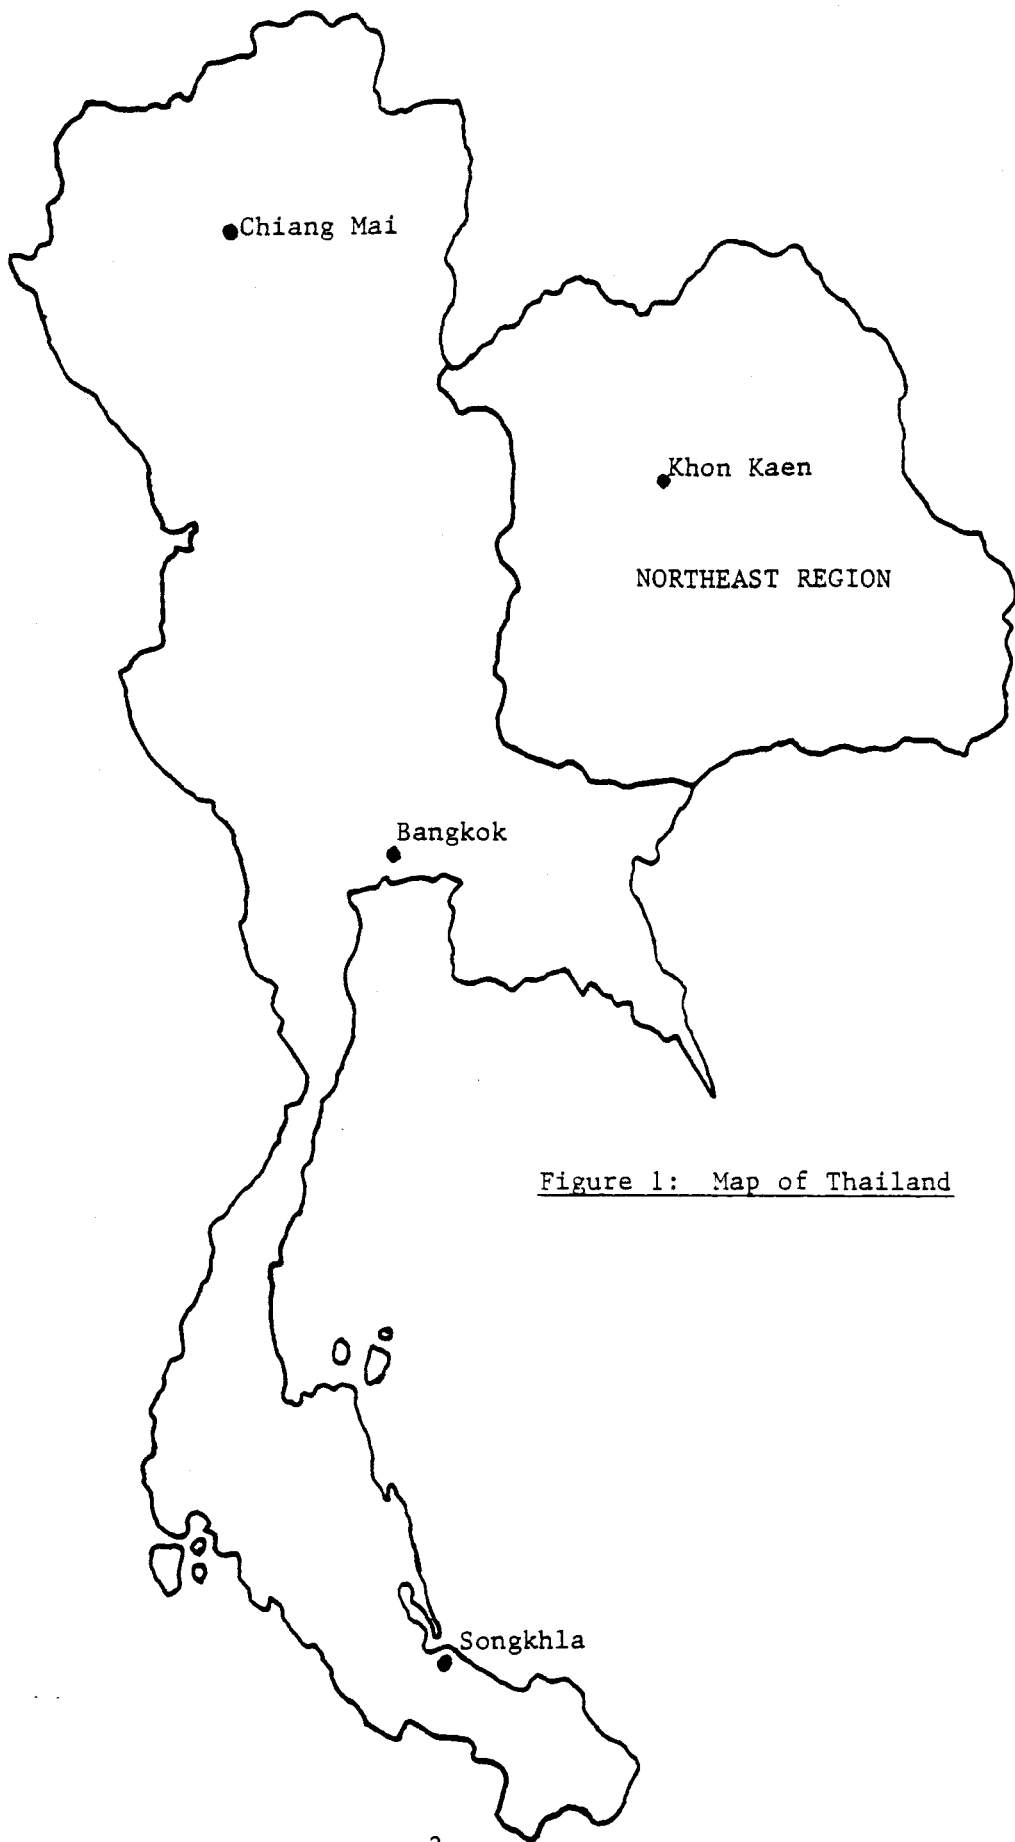 Chiang Mai
Khon Kaen
NORTHEAST REGION
Bangkok
Figure 1: Map of Thailand
Songkhla